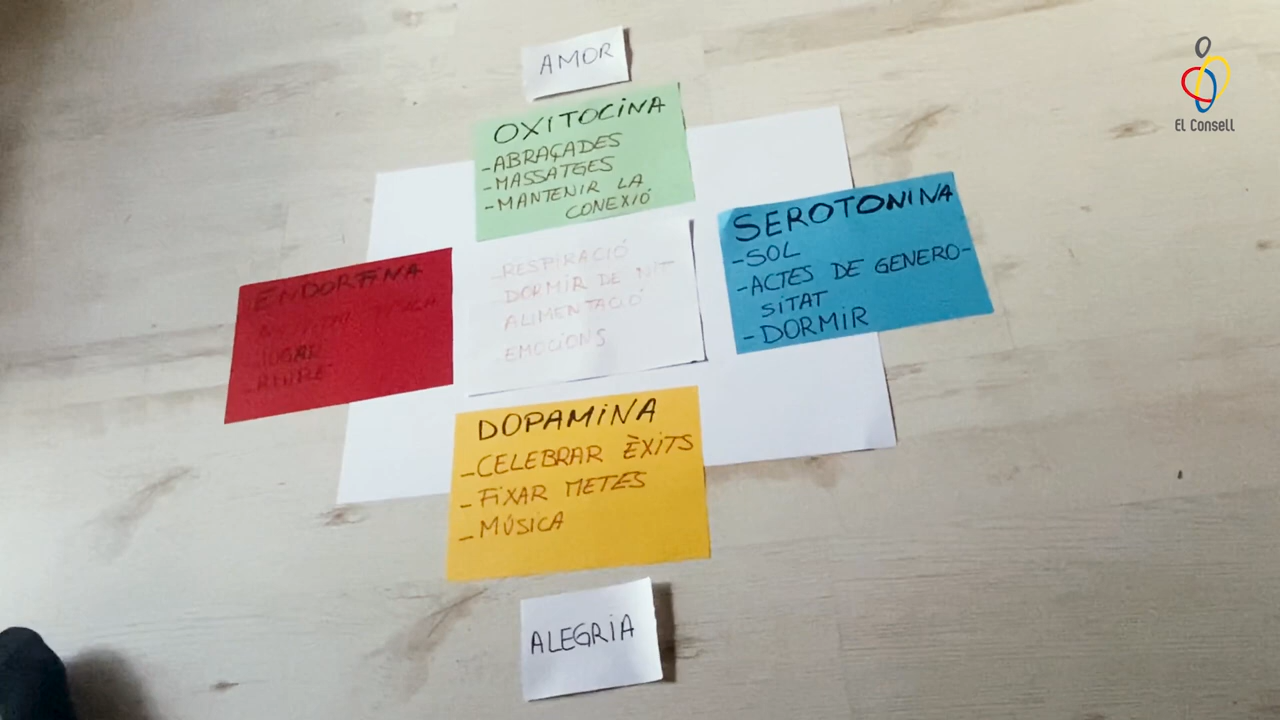 AMOR
OXITOCINA
-ABRAÇADES
-MASSATGES
-MANTENIR LA
CONEXIÓ
SEROTONINA
-SOL
-ACTES DE GENERO-
SITAT
-DORMIR
ENDORFINA
JUGAR
-RIURE
-RESPIRACIÓ
DORMIR DE NIT
ALIMENTACIÓ
EMOCIONS
DOPAMINA
-CELEBRAR ÈXITS
-FIXAR METES
-MÚSICA
ALEGRIA
El Consell